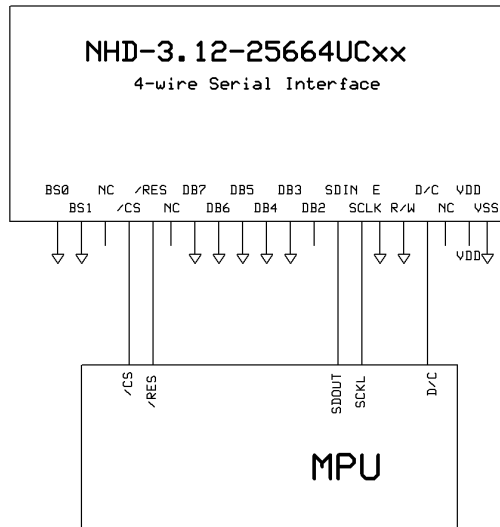 NHD-3.12-25664UCxx
4-wire Serial Interface
NC /RES DB7 DB5 DB3 SDIN E D/C VDD
BS0
BS1 /CS NC DB6 DB4 DB2 SCLK R/W NC VSS
VDD
/CS
/RES
SDOUT
SCKL
D/C
MPU